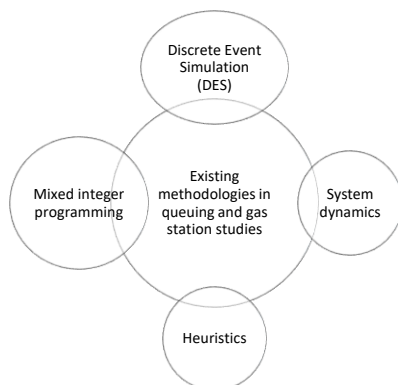 Discrete Event
Simulation
(DES)
Mixed integer
programming
Existing
methodologies in
queuing and gas
station studies
System
dynamics
Heuristics